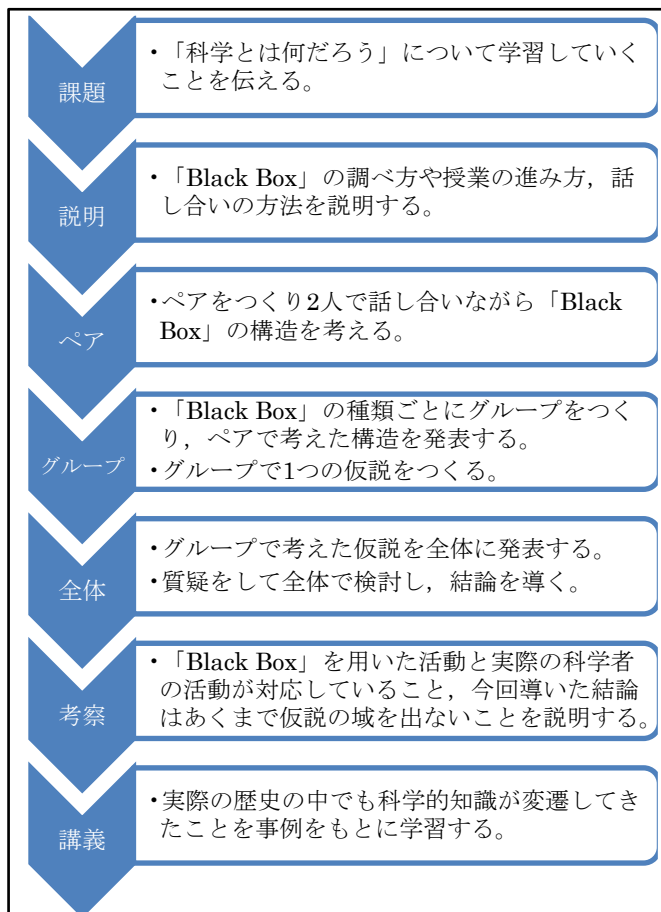 課題
・「科学とは何だろう」について学習していく
ことを伝える。
説明
・「Black Box」の調べ方や授業の進み方，話
し合いの方法を説明する。
ペア
・ペアをつくり2人で話し合いながら「Black
Box」の構造を考える。
グループ
・「Black Box」の種類ごとにグループをつく
り，ペアで考えた構造を発表する。
・グループで1つの仮説をつくる。
全体
・グループで考えた仮説を全体に発表する。
・質疑をして全体で検討し，結論を導く。
考察
・「Black Box」を用いた活動と実際の科学者
の活動が対応していること，今回導いた結論
はあくまで仮説の域を出ないことを説明する。
講義
・実際の歴史の中でも科学的知識が変遷してき
たことを事例をもとに学習する。